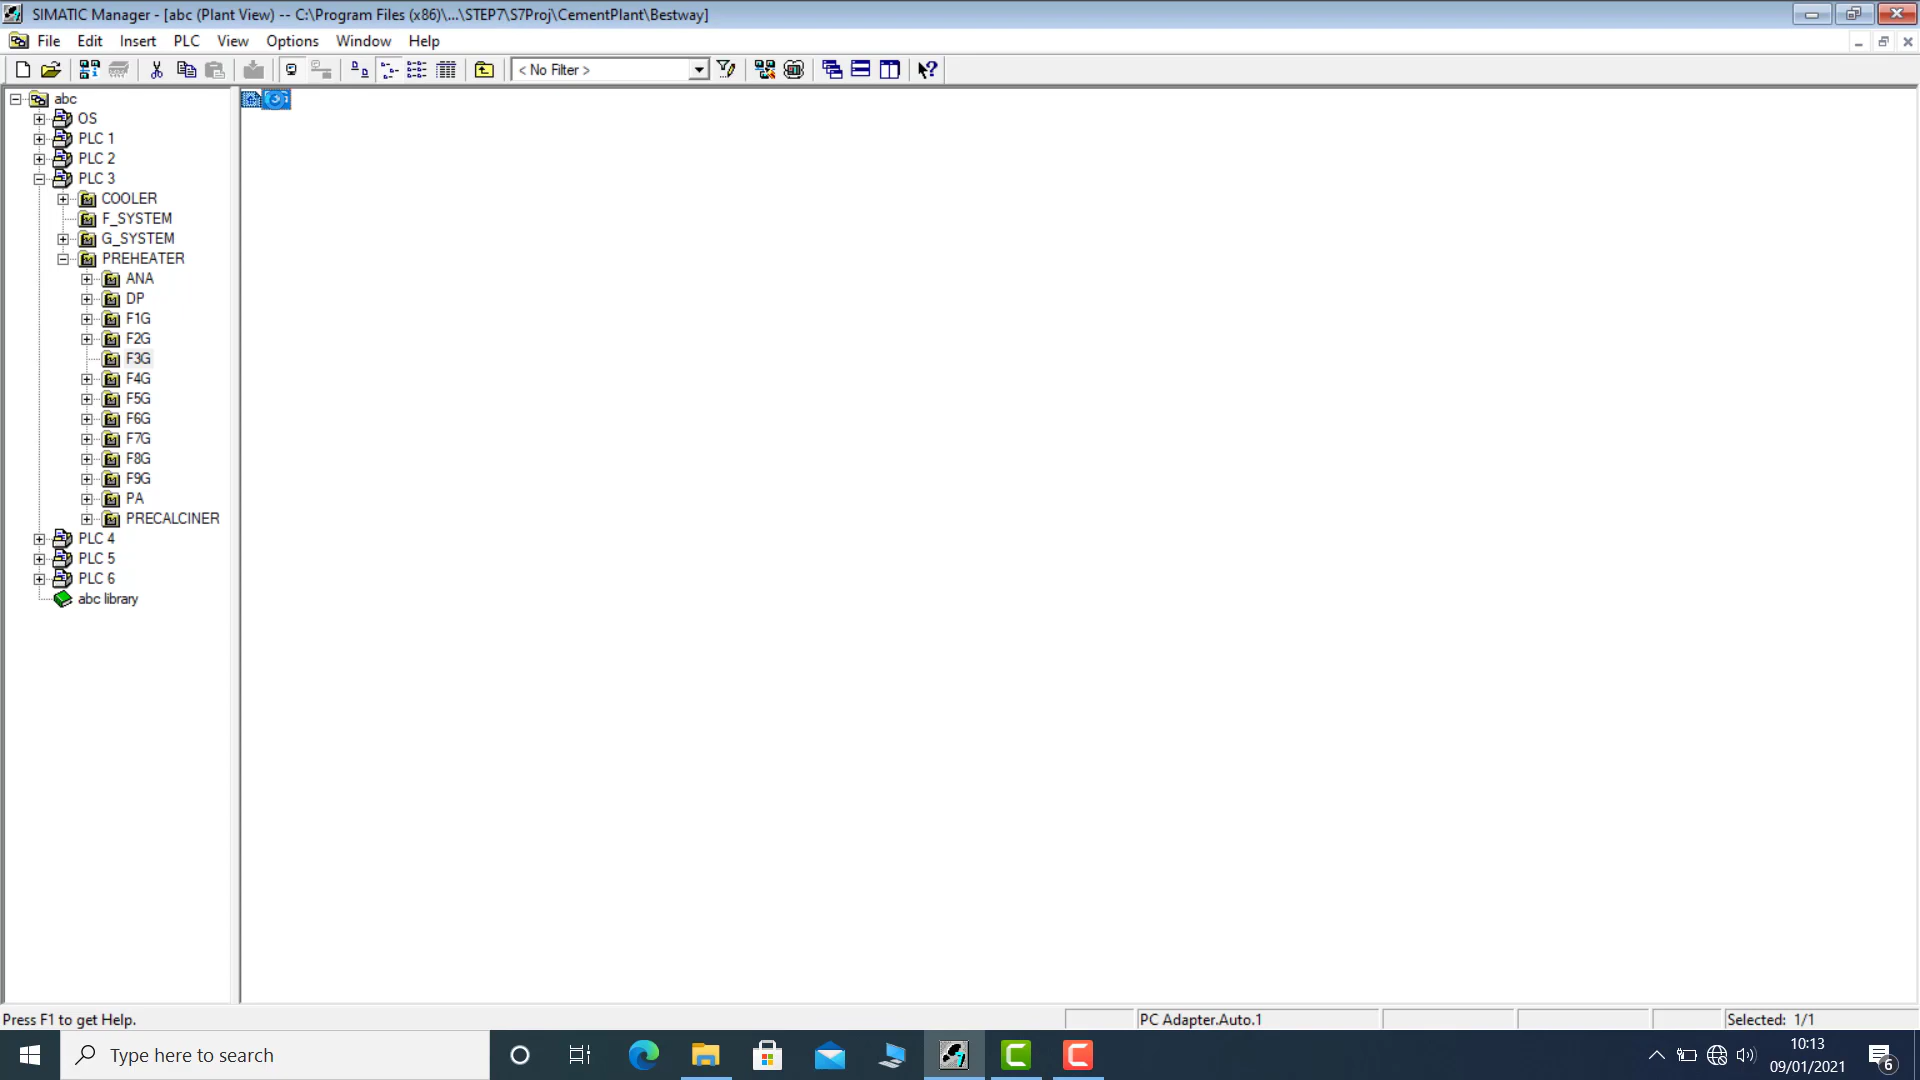 SIMATIC Manager - [abc (Plant View) -- C:\Program Files (x86)\...\STEP7\S7Proj\CementPlant\Bestway]
File Edit Insert PLC View Options Window Help
< No Filter >
abc
OS
PLC 1
PLC 2
PLC 3
COOLER
F_SYSTEM
G_SYSTEM
PREHEATER
ANA
DP
F1G
F2G
F3G
F4G
F5G
F6G
F7G
F8G
F9G
PA
PRECALCINER
PLC 4
PLC 5
PLC 6
abc library
Press F1 to get Help.
PC Adapter.Auto.1
Selected: 1/1
Type here to search
10:13
09/01/2021
6